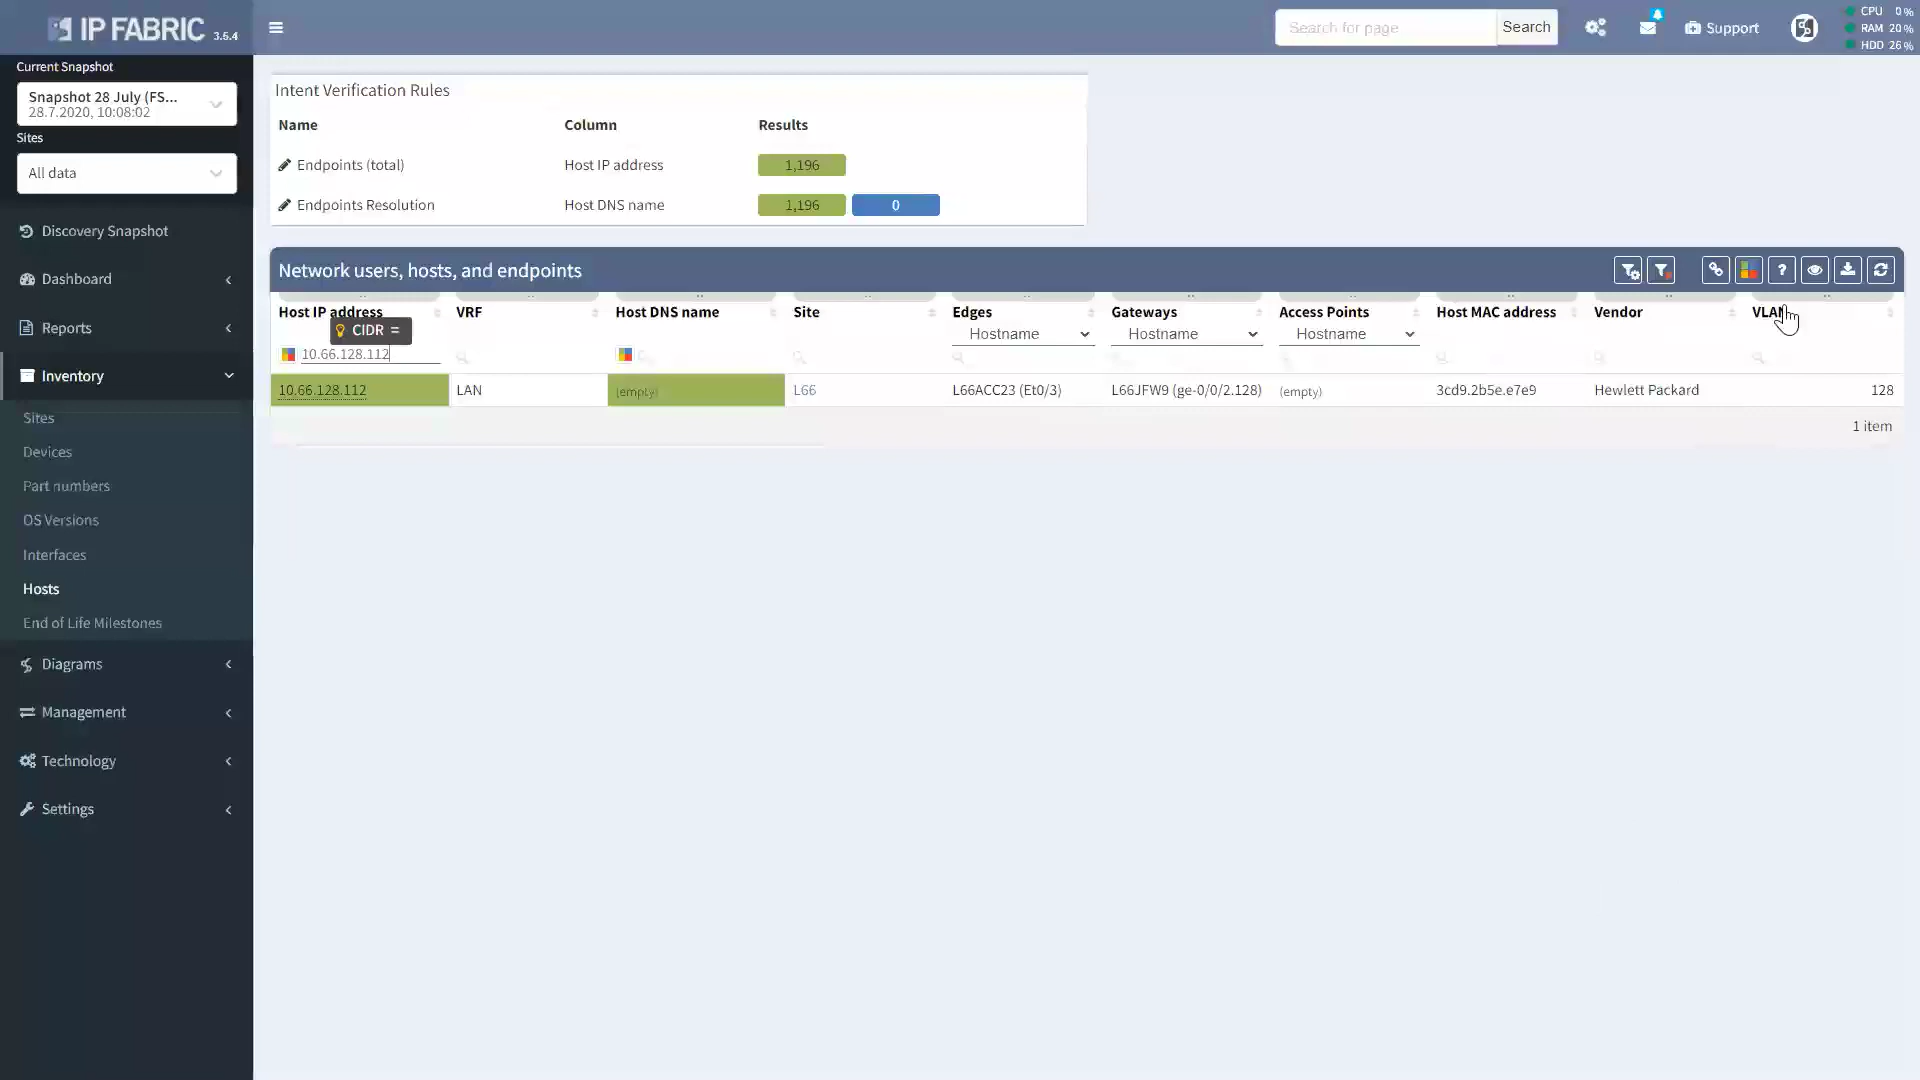 IP FABRIC 3.5.4
Search for page
Search
Support
CPU 0 %
RAM 20 %
HDD 26 %
Current Snapshot
Snapshot 28 July (FS...
28.7.2020, 10:08:02
Sites
All data
Discovery Snapshot
Dashboard
Reports
Inventory
Sites
Devices
Part numbers
OS Versions
Interfaces
Hosts
End of Life Milestones
Diagrams
Management
Technology
Settings
Intent Verification Rules
Name Column Results
Endpoints (total) Host IP address 1,196
Endpoints Resolution Host DNS name 1,196 0
Network users, hosts, and endpoints
Host IP address VRF Host DNS name Site Edges Gateways Access Points Host MAC address Vendor VLAN
CIDR = Hostname Hostname Hostname
10.66.128.112
10.66.128.112 LAN (empty) L66 L66ACC23 (Et0/3) L66JFW9 (ge-0/0/2.128) (empty) 3cd9.2b5e.e7e9 Hewlett Packard 128
1 item